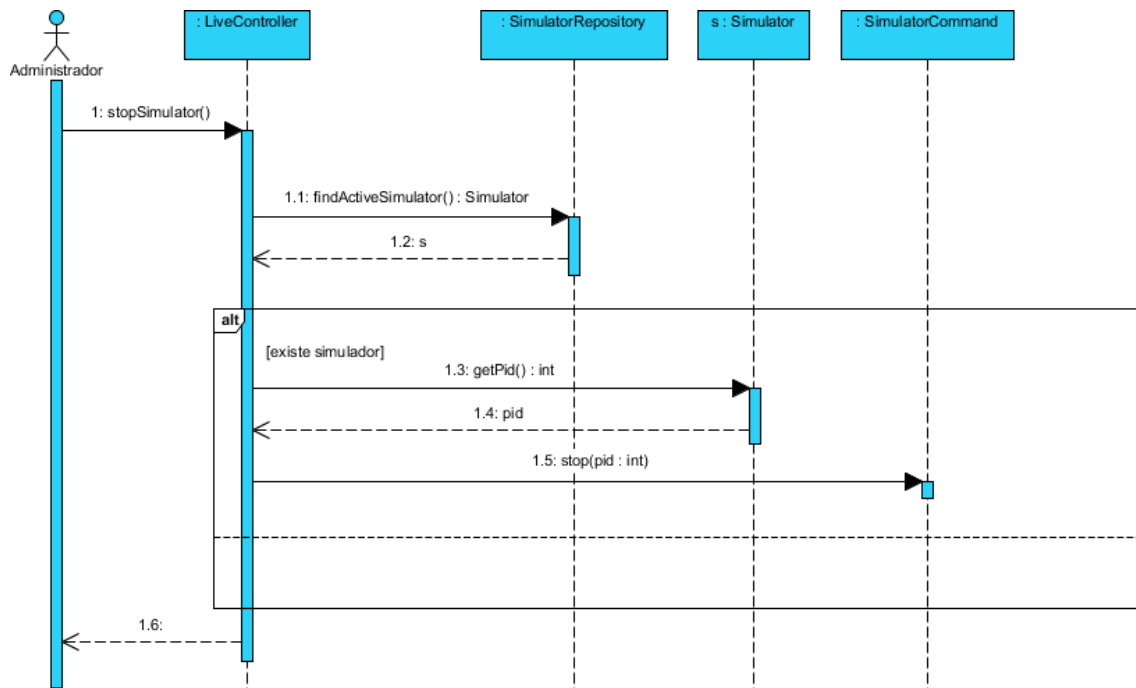 : LiveController
: SimulatorRepository
s : Simulator
: SimulatorCommand
Administrador
1: stopSimulator()
1.1: findActiveSimulator() : Simulator
1.2: s
alt
[existe simulador]
1.3: getPid() : int
1.4: pid
1.5: stop(pid : int)
1.6: